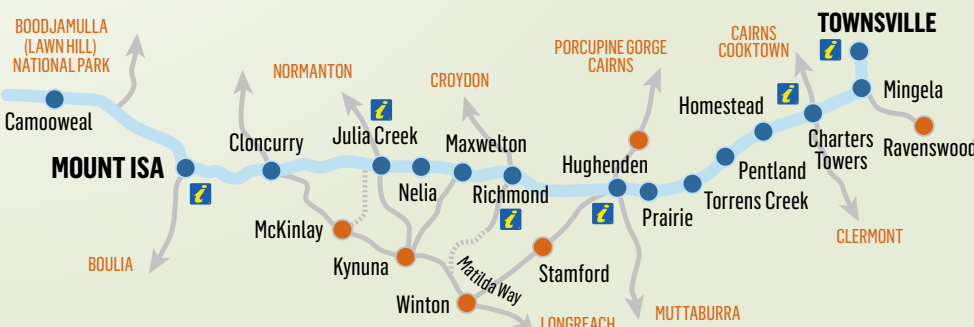 BOODJAMULLA
(LAWN HILL)
NATIONAL PARK
NORMANTON
CROYDON
PORCUPINE GORGE
CAIRNS
CAIRNS
COOKTOWN
TOWNSVILLE
i
i
i
i
i
i
Camooweal
MOUNT ISA
Cloncurry
Julia Creek
Nelia
Maxwelton
Richmond
Hughenden
Prairie
Torrens Creek
Pentland
Homestead
Charters
Towers
Mingela
Ravenswood
McKinlay
Kynuna
Winton
Matilda Way
Stamford
BOULIA
LONGREACH
MUTTABURRA
CLERMONT